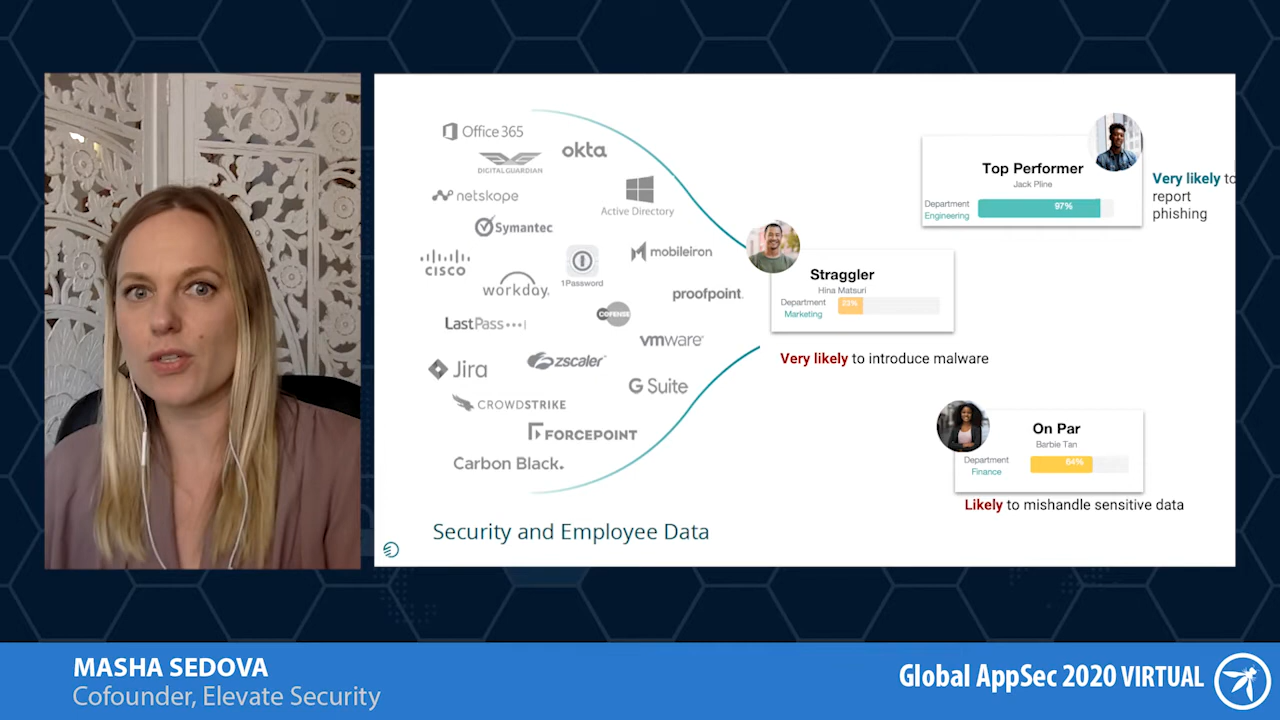 Office 365
okta
DIGITAL GUARDIAN
netskope
Active Directory
Symantec
mobileiron
CISCO
1Password
workday.
proofpoint.
COFENSE
LastPass
vmware
Jira
zscaler
G Suite
CROWDSTRIKE
FORCEPOINT
Carbon Black.
Security and Employee Data
Top Performer
Jack Pline
Department
Engineering
97%
Very likely to
report
phishing
Straggler
Hina Matsuri
Department
Marketing
23%
Very likely to introduce malware
On Par
Barbie Tan
Department
Finance
64%
Likely to mishandle sensitive data
MASHA SEDOVA
Cofounder, Elevate Security
Global AppSec 2020 VIRTUAL